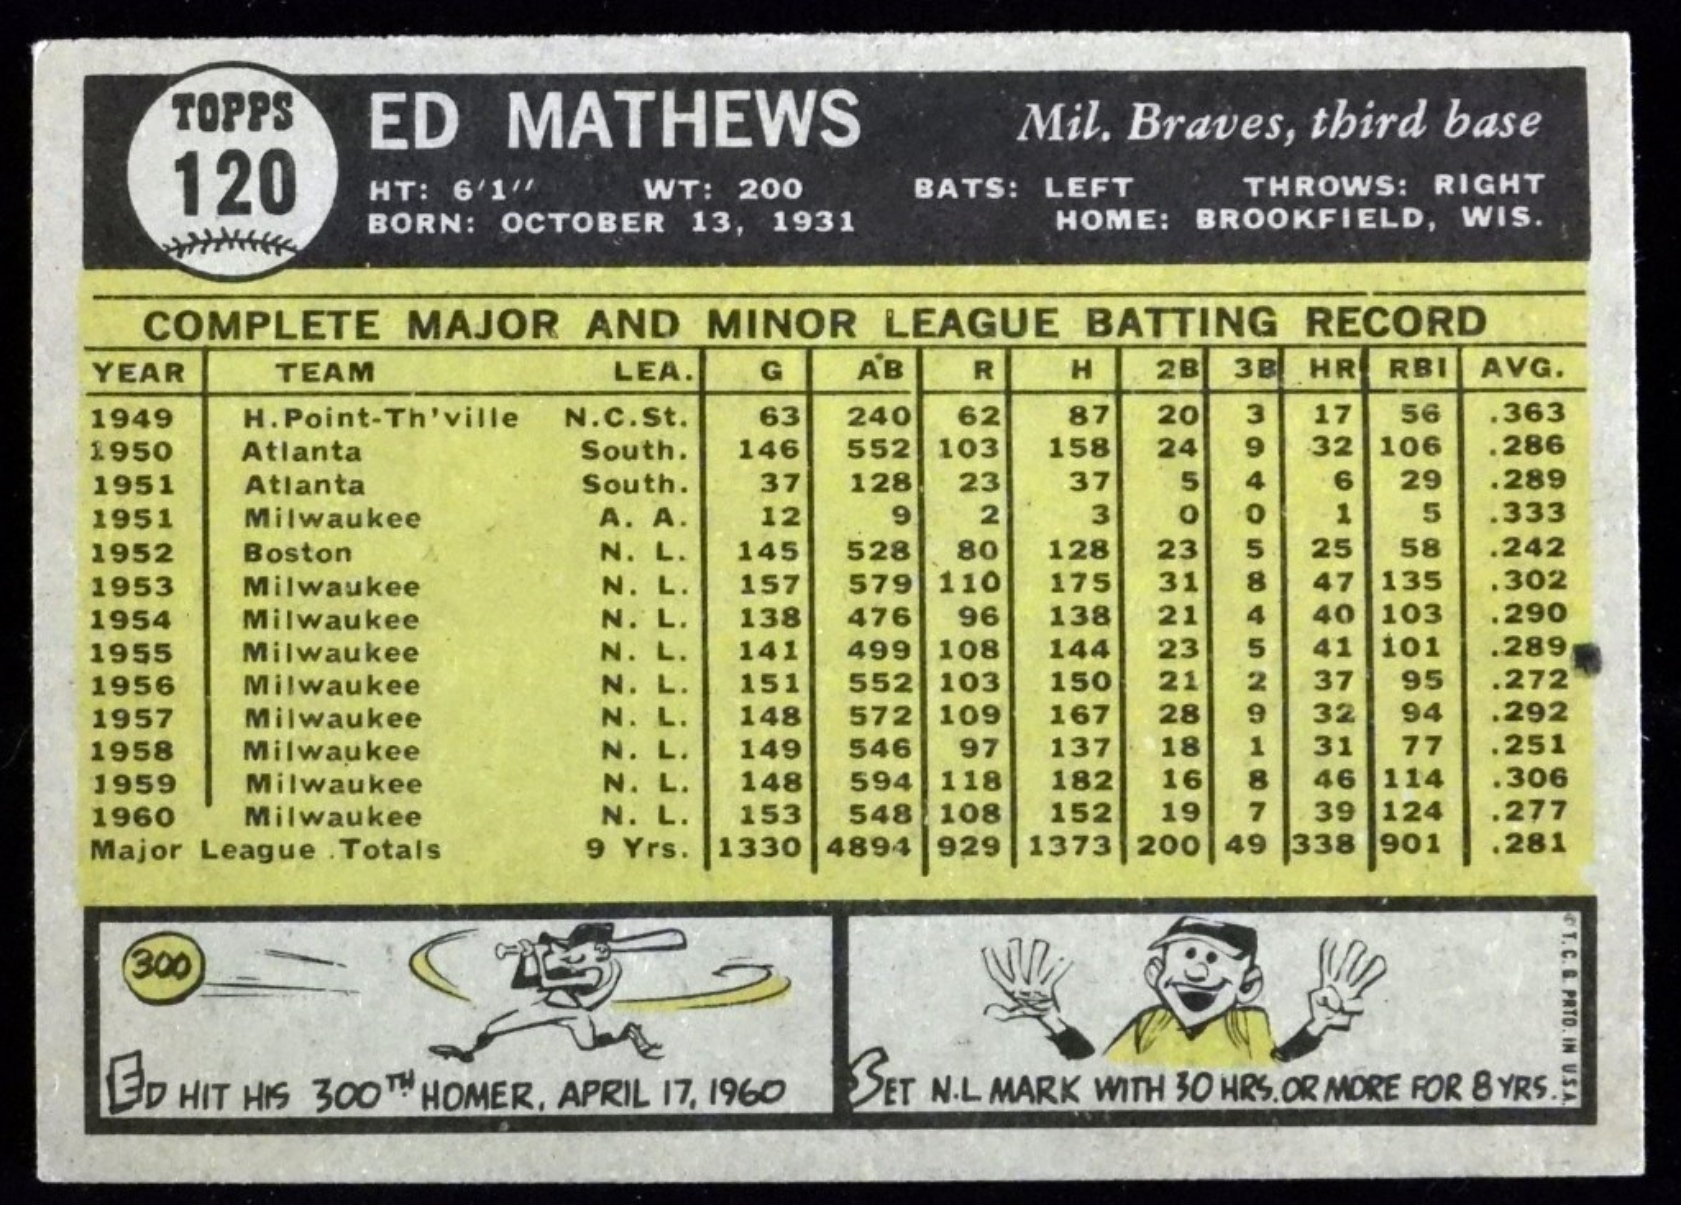 TOPPS
120
ED MATHEWS
Mil. Braves, third base
HT: 6'1" WT: 200 BATS: LEFT THROWS: RIGHT
BORN: OCTOBER 13, 1931 HOME: BROOKFIELD, WIS.
COMPLETE MAJOR AND MINOR LEAGUE BATTING RECORD
YEAR TEAM LEA. G AB R H 2B 3B HR RBI AVG.
1949 H.Point-Th'ville N.C.St. 63 240 62 87 20 3 17 56 .363
1950 Atlanta South. 146 552 103 158 24 9 32 106 .286
1951 Atlanta South. 37 128 23 37 5 4 6 29 .289
1951 Milwaukee A. A. 12 9 2 3 0 0 1 5 .333
1952 Boston N. L. 145 528 80 128 23 5 25 58 .242
1953 Milwaukee N. L. 157 579 110 175 31 8 47 135 .302
1954 Milwaukee N. L. 138 476 96 138 21 4 40 103 .290
1955 Milwaukee N. L. 141 499 108 144 23 5 41 101 .289
1956 Milwaukee N. L. 151 552 103 150 21 2 37 95 .272
1957 Milwaukee N. L. 148 572 109 167 28 9 32 94 .292
1958 Milwaukee N. L. 149 546 97 137 18 1 31 77 .251
1959 Milwaukee N. L. 148 594 118 182 16 8 46 114 .306
1960 Milwaukee N. L. 153 548 108 152 19 7 39 124 .277
Major League Totals 9 Yrs. 1330 4894 929 1373 200 49 338 901 .281
300
ED HIT HIS 300TH HOMER, APRIL 17, 1960
SET N.L MARK WITH 30 HRS. OR MORE FOR 8 YRS.
© T. C. G. PRTD. IN U.S.A.